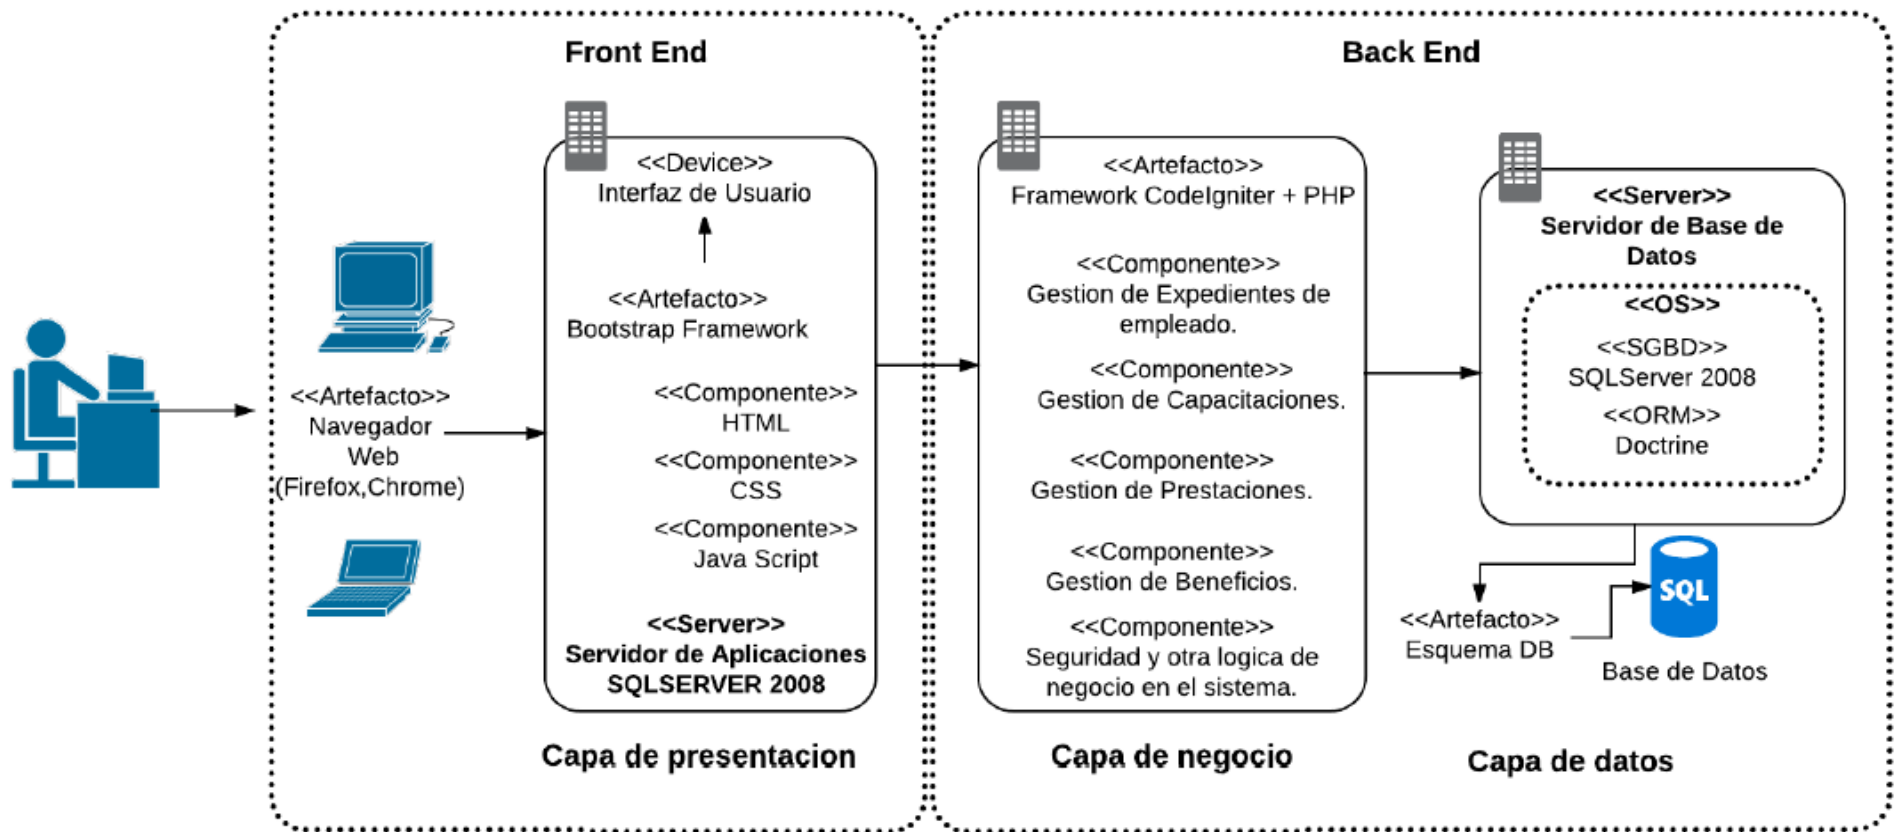 Front End
<<Artefacto>>
Navegador
Web
(Firefox,Chrome)
<<Device>>
Interfaz de Usuario
<<Artefacto>>
Bootstrap Framework
<<Componente>>
HTML
<<Componente>>
CSS
<<Componente>>
Java Script
<<Server>>
Servidor de Aplicaciones
SQLSERVER 2008
Capa de presentacion
Back End
<<Artefacto>>
Framework CodeIgniter + PHP
<<Componente>>
Gestion de Expedientes de
empleado.
<<Componente>>
Gestion de Capacitaciones.
<<Componente>>
Gestion de Prestaciones.
<<Componente>>
Gestion de Beneficios.
<<Componente>>
Seguridad y otra logica de
negocio en el sistema.
Capa de negocio
<<Server>>
Servidor de Base de
Datos
<<OS>>
<<SGBD>>
SQLServer 2008
<<ORM>>
Doctrine
<<Artefacto>>
Esquema DB
SQL
Base de Datos
Capa de datos